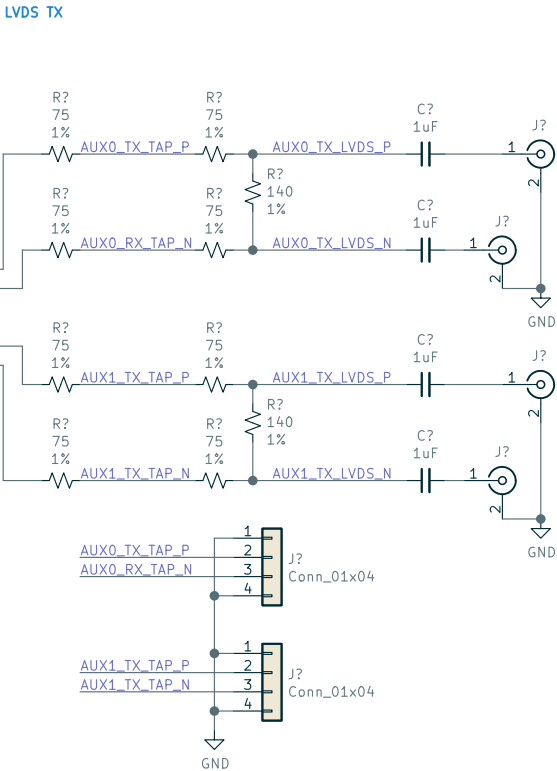 LVDS TX
R?
75
1%
AUX0_TX_TAP_P
R?
75
1%
AUX0_TX_LVDS_P
C?
1uF
1
J?
2
R?
140
1%
R?
75
1%
AUX0_RX_TAP_N
R?
75
1%
AUX0_TX_LVDS_N
C?
1uF
1
J?
2
GND
R?
75
1%
AUX1_TX_TAP_P
R?
75
1%
AUX1_TX_LVDS_P
C?
1uF
1
J?
2
R?
140
1%
R?
75
1%
AUX1_TX_TAP_N
R?
75
1%
AUX1_TX_LVDS_N
C?
1uF
1
J?
2
GND
1
AUX0_TX_TAP_P 2
AUX0_RX_TAP_N 3
4
J?
Conn_01x04
1
AUX1_TX_TAP_P 2
AUX1_TX_TAP_N 3
4
J?
Conn_01x04
GND